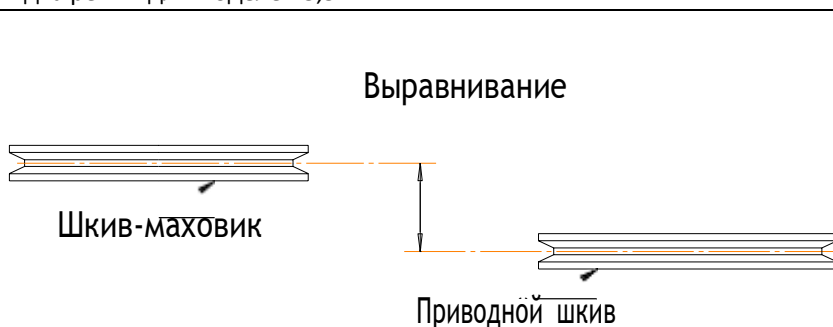 Выравнивание
Шкив-маховик
Приводной шкив